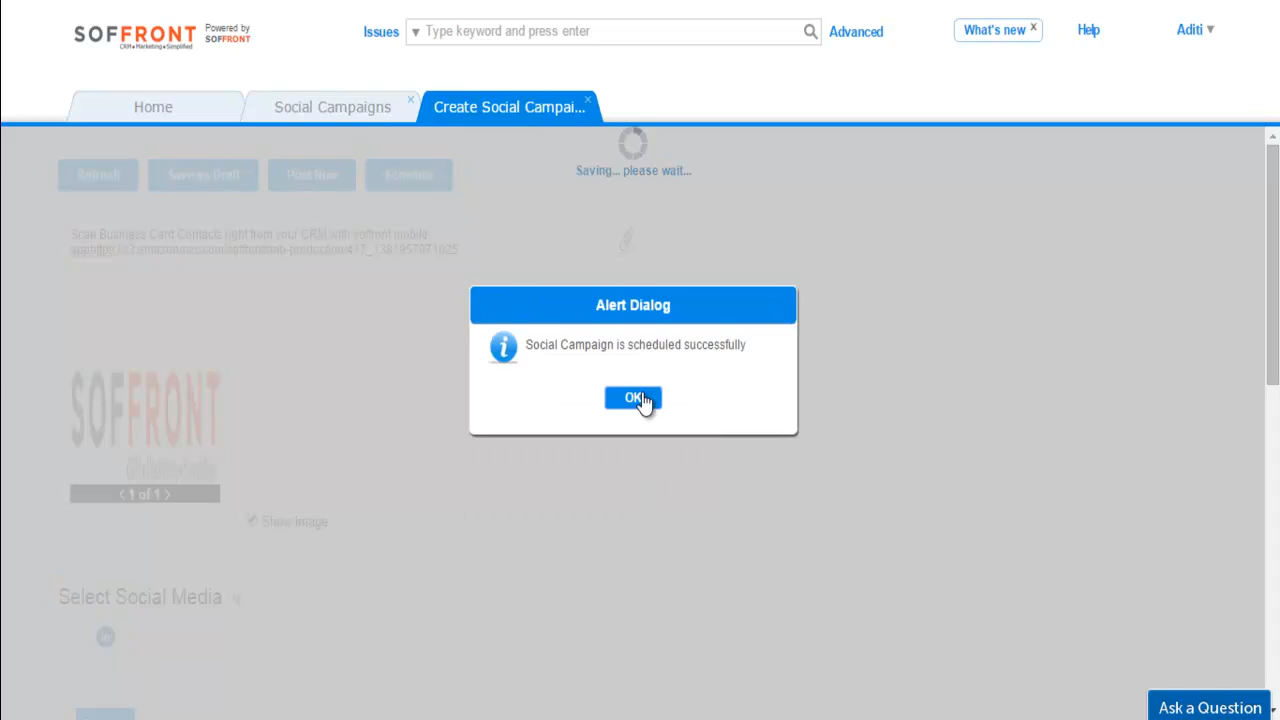 SOFFRONT
CRM•Marketing•Simplified
Powered by
SOFFRONT
Issues
Type keyword and press enter
Advanced
What's new X
Help
Aditi
Home
Social Campaigns
Create Social Campai...
Saving... please wait...
Refresh
Save as Draft
Post Now
Schedule
Scan Business Card Contacts right from your CRM with soffront mobile
Alert Dialog
Social Campaign is scheduled successfully
OK
SOFFRONT
1 of 1
Show Image
Select Social Media
Ask a Question